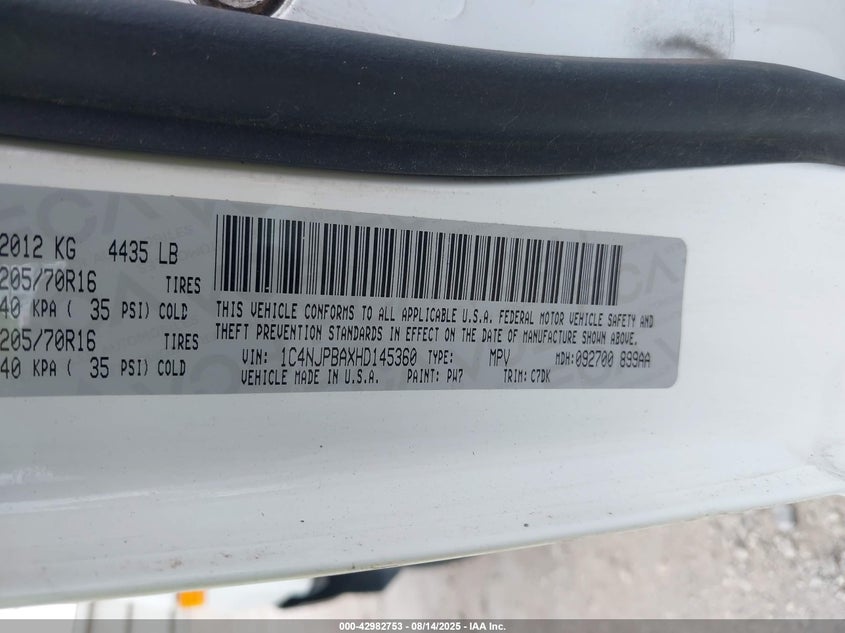 2012 KG 4435 LB
205/70R16 TIRES
40 KPA ( 35 PSI) COLD
205/70R16 TIRES
40 KPA ( 35 PSI) COLD
THIS VEHICLE CONFORMS TO ALL APPLICABLE U.S.A. FEDERAL MOTOR VEHICLE SAFETY AND
THEFT PREVENTION STANDARDS IN EFFECT ON THE DATE OF MANUFACTURE SHOWN ABOVE.
VIN: 1C4NJPBAXHD145360 TYPE: MPV MDH: 092700 899AA
VEHICLE MADE IN U.S.A. PAINT: PW7 TRIM: C7DK
000-42982753 - 08/14/2025 - IAA Inc.